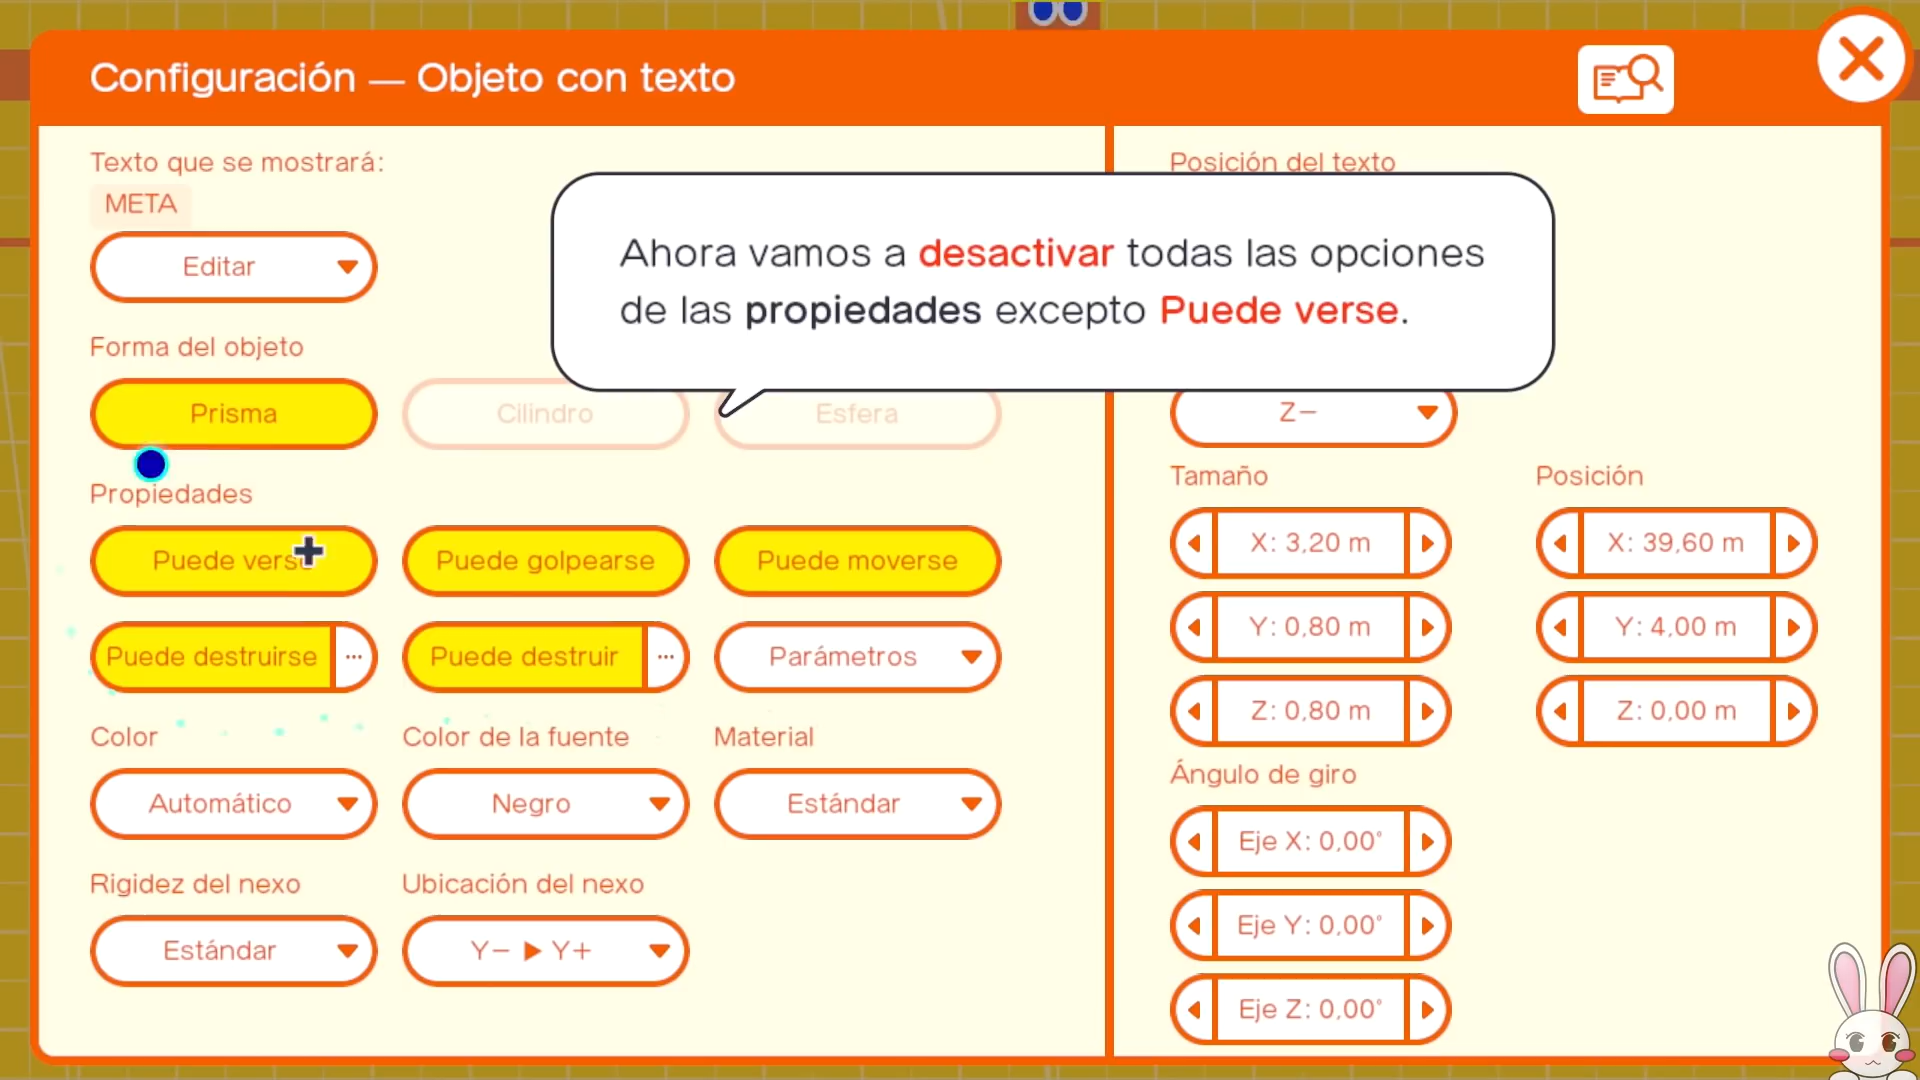 Configuración — Objeto con texto
Texto que se mostrará:
META
Editar
Ahora vamos a desactivar todas las opciones
de las propiedades excepto Puede verse.
Forma del objeto
Prisma
Cilindro
Esfera
Propiedades
Puede verse
Puede golpearse
Puede moverse
Puede destruirse ...
Puede destruir ...
Parámetros
Color
Automático
Color de la fuente
Negro
Material
Estándar
Rigidez del nexo
Estándar
Ubicación del nexo
Y− ▶ Y+
Posición del texto
Z−
Tamaño
X: 3,20 m
Y: 0,80 m
Z: 0,80 m
Posición
X: 39,60 m
Y: 4,00 m
Z: 0,00 m
Ángulo de giro
Eje X: 0,00°
Eje Y: 0,00°
Eje Z: 0,00°